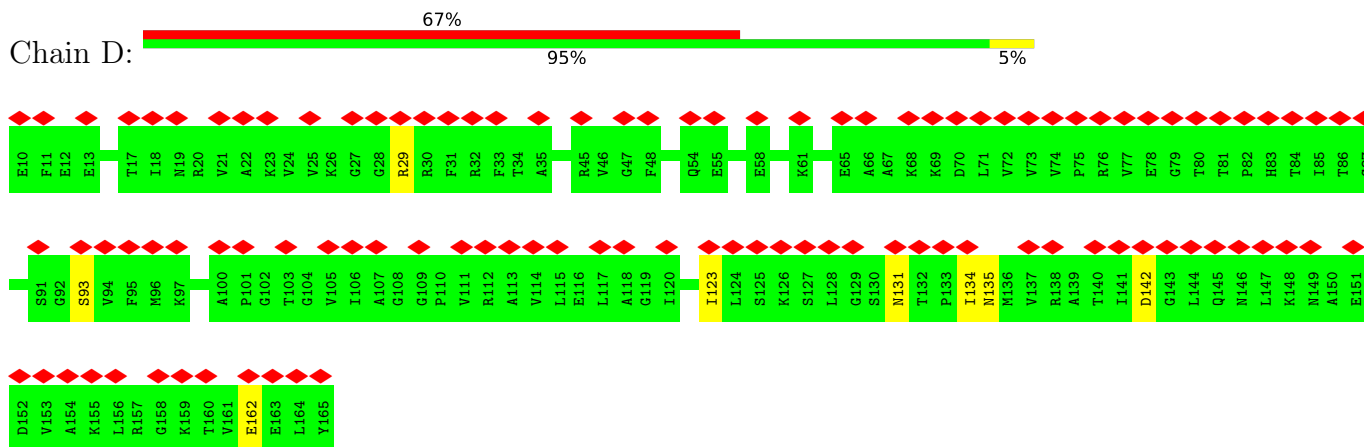 67%
Chain D:
95% 5%
E10 F11 E12 E13 T17 I18 N19 R20 V21 A22 K23 V24 V25 K26 G27 G28 R29 R30 F31 R32 F33 T34 A35 R45 V46 G47 F48 Q54 E55 E58 K61 E65 A66 A67 K68 K69 D70 L71 V72 V73 V74 P75 R76 V77 E78 G79 T80 T81 P82 H83 T84 I85 T86
S91 G92 S93 V94 F95 M96 K97 A100 P101 G102 T103 G104 V105 I106 A107 G108 G109 P110 V111 R112 A113 V114 L115 E116 L117 A118 G119 I120 I123 L124 S125 K126 S127 L128 G129 S130 N131 T132 P133 I134 N135 M136 V137 R138 A139 T140 I141 D142 G143 L144 Q145 N146 L147 K148 N149 A150 E151
D152 V153 A154 K155 L156 R157 G158 K159 T160 V161 E162 E163 L164 Y165